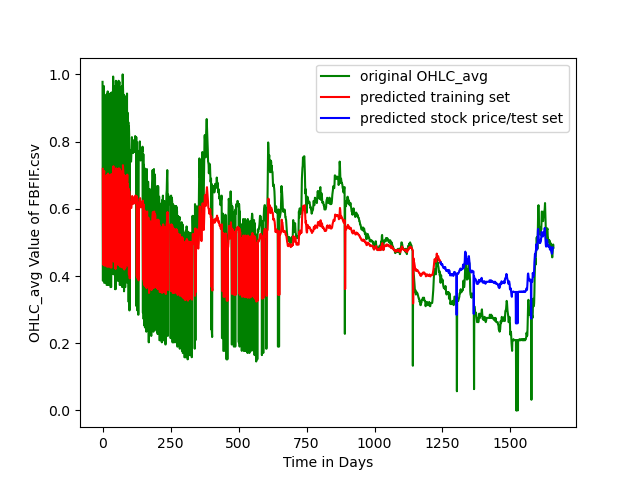 original OHLC_avg
predicted training set
predicted stock price/test set
1.0
0.8
0.6
0.4
0.2
0.0
OHLC_avg Value of FBFIF.csv
0 250 500 750 1000 1250 1500
Time in Days